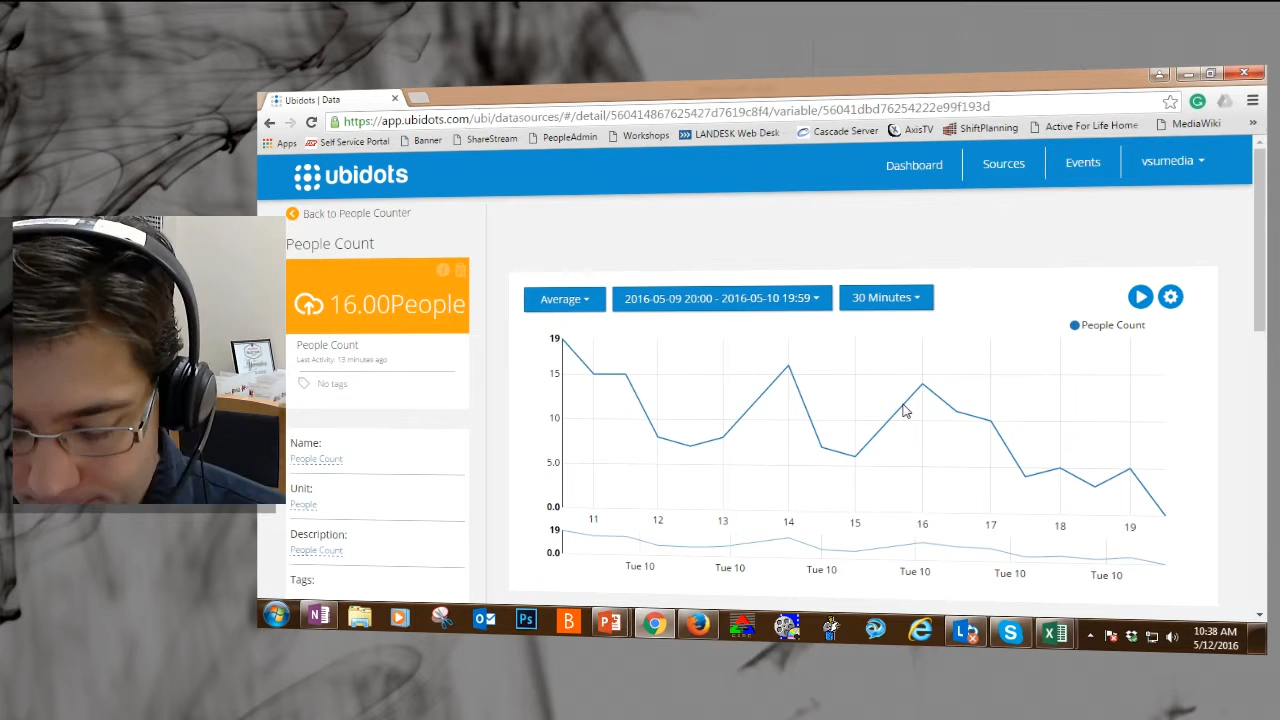 Ubidots | Data
https://app.ubidots.com/ubi/datasources/#/detail/560414867625427d7619c8f4/variable/56041dbd76254222e99f193d
Apps Self Service Portal Banner ShareStream PeopleAdmin Workshops LANDESK Web Desk Cascade Server AxisTV ShiftPlanning Active For Life Home MediaWiki »
ubidots Dashboard Sources Events vsumedia
Back to People Counter
People Count
16.00People
People Count
Last Activity: 13 minutes ago
No tags
Name:
People Count
Unit:
People
Description:
People Count
Tags:
Average 2016-05-09 20:00 - 2016-05-10 19:59 30 Minutes
People Count
19
15
10
5.0
0.0
11 12 13 14 15 16 17 18 19
19
0.0
Tue 10 Tue 10 Tue 10 Tue 10 Tue 10 Tue 10
10:38 AM
5/12/2016